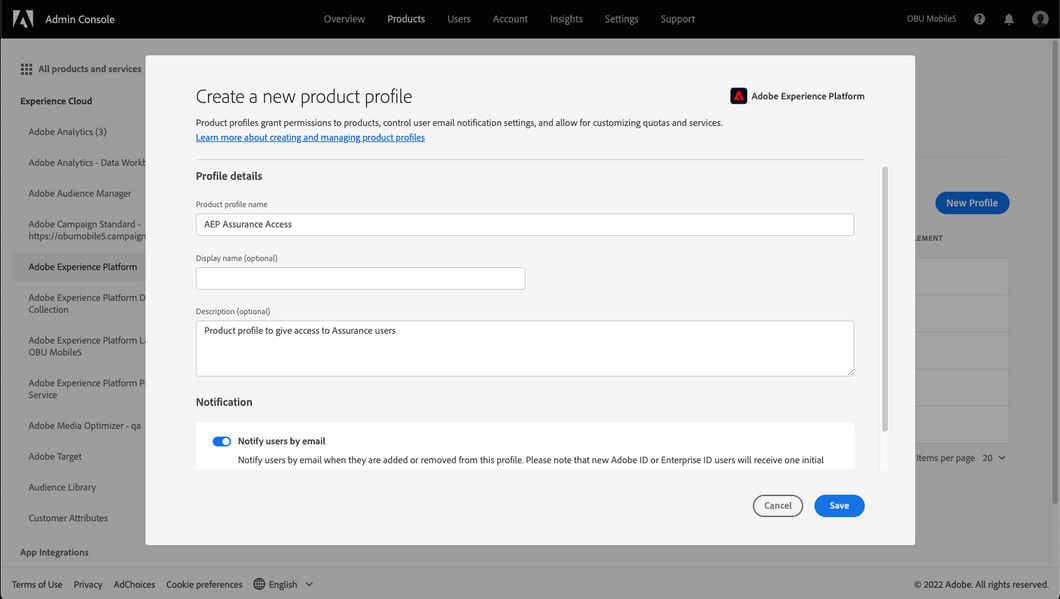 Admin Console
Overview
Products
Users
Account
Insights
Settings
Support
OBU Mobile5
All products and services
Experience Cloud
Adobe Analytics (3)
Adobe Analytics - Data Workb
Adobe Audience Manager
Adobe Campaign Standard -
https://obumobile5.campaign
Adobe Experience Platform
Adobe Experience Platform D
Collection
Adobe Experience Platform La
OBU Mobile5
Adobe Experience Platform P
Service
Adobe Media Optimizer - qa
Adobe Target
Audience Library
Customer Attributes
App Integrations
Create a new product profile
Adobe Experience Platform
Product profiles grant permissions to products, control user email notification settings, and allow for customizing quotas and services.
Learn more about creating and managing product profiles
Profile details
Product profile name
AEP Assurance Access
Display name (optional)
Description (optional)
Product profile to give access to Assurance users
Notification
Notify users by email
Notify users by email when they are added or removed from this profile. Please note that new Adobe ID or Enterprise ID users will receive one initial
Cancel
Save
New Profile
LEMENT
Items per page 20
Terms of Use
Privacy
AdChoices
Cookie preferences
English
© 2022 Adobe. All rights reserved.